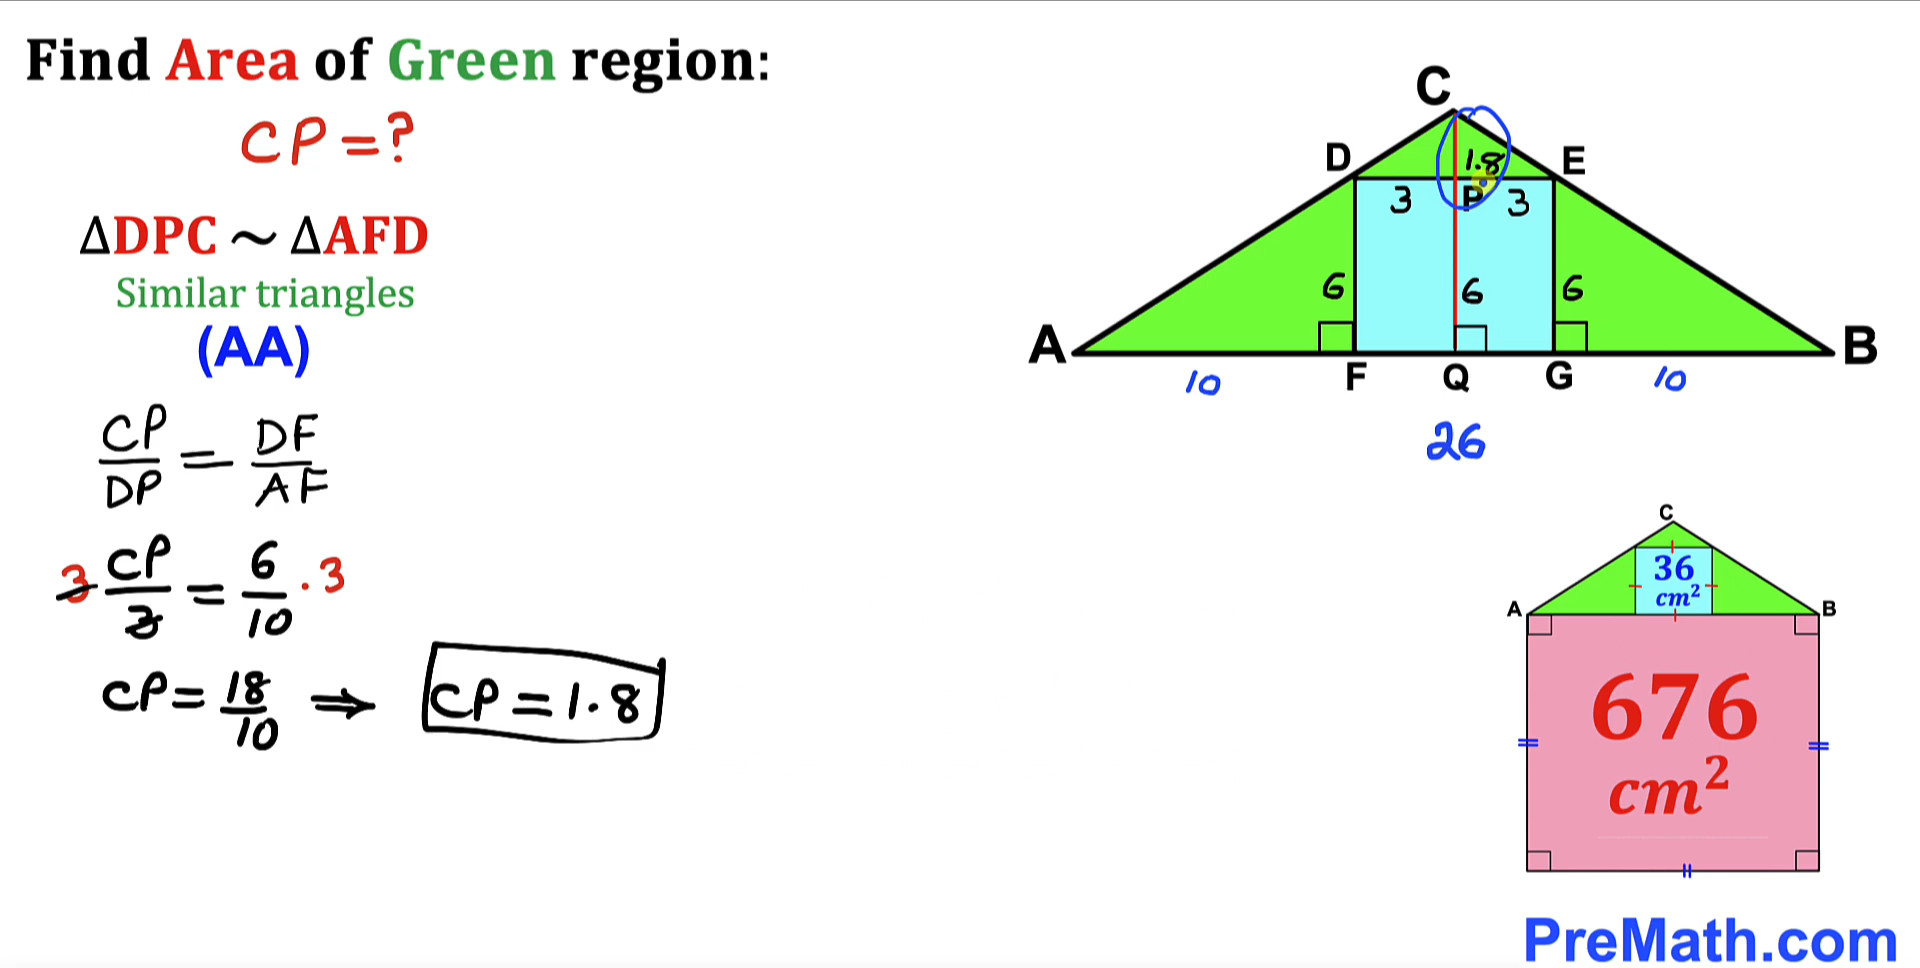 Find Area of Green region:
CP = ?
ΔDPC ~ ΔAFD
Similar triangles
(AA)
CP/DP = DF/AF
3 CP/3 = 6/10 · 3
CP = 18/10 ⇒ CP = 1.8
C
D 1.8 E
3 P 3
6 6 6
A B
F Q G
10 10
26
C
36
cm²
A B
676
cm²
PreMath.com